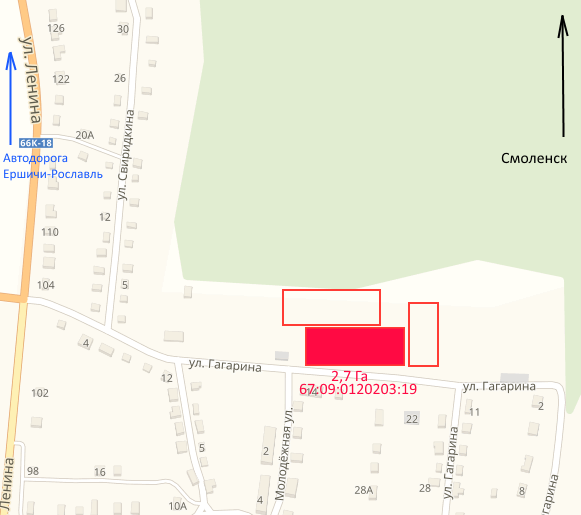 126
30
ул. Ленина
122
26
ул. Свиридкина
20А
66К-18
Автодорога
Ершичи-Рославль
Смоленск
12
110
104
5
4
ул. Гагарина
2,7 Га
67:09:0120203:19
12
ул. Гагарина
102
14
2
11
22
Молодёжная ул.
ул. Гагарина
5
2
Ленина
98
16
28А
28
8
10А
4
гарина